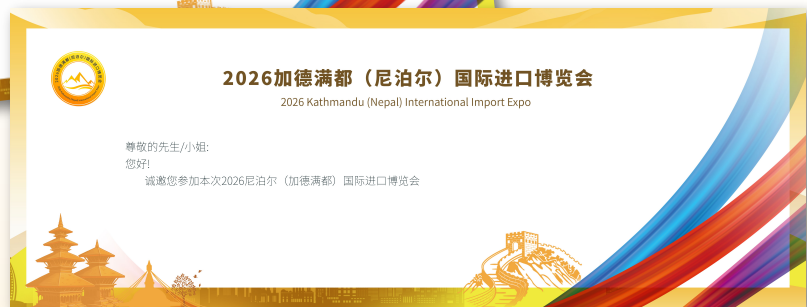 2026加德满都（尼泊尔）国际进口博览会
2026 Kathmandu (Nepal) International Import Expo
尊敬的先生/小姐:
您好!
诚邀您参加本次2026尼泊尔（加德满都）国际进口博览会